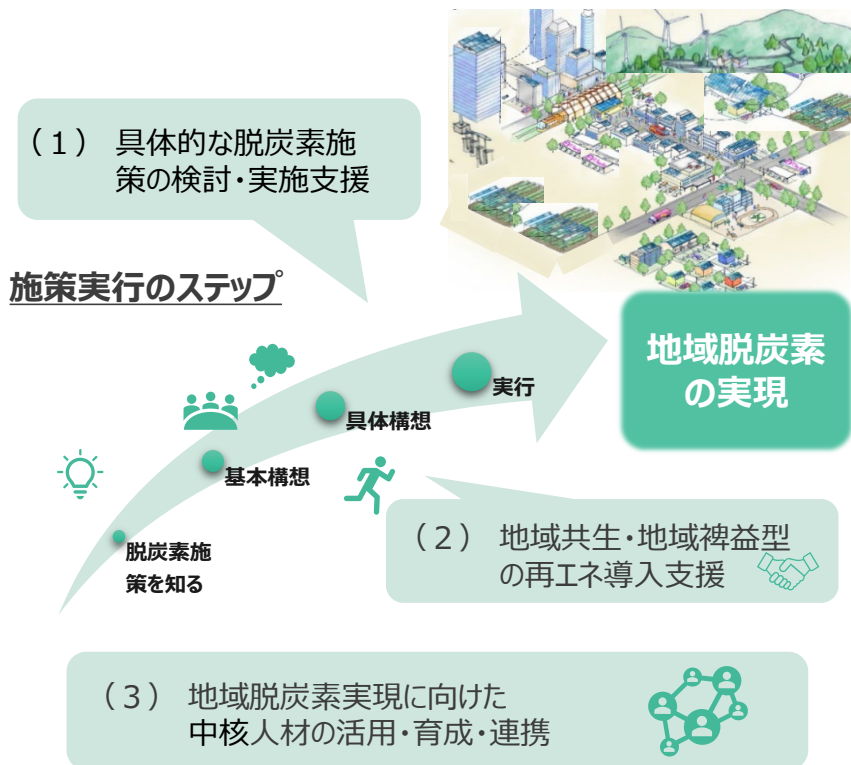 （１） 具体的な脱炭素施
策の検討・実施支援
施策実行のステップ
地域脱炭素
の実現
実行
具体構想
基本構想
脱炭素施
策を知る
（２） 地域共生・地域裨益型
の再エネ導入支援
（３） 地域脱炭素実現に向けた
中核人材の活用・育成・連携